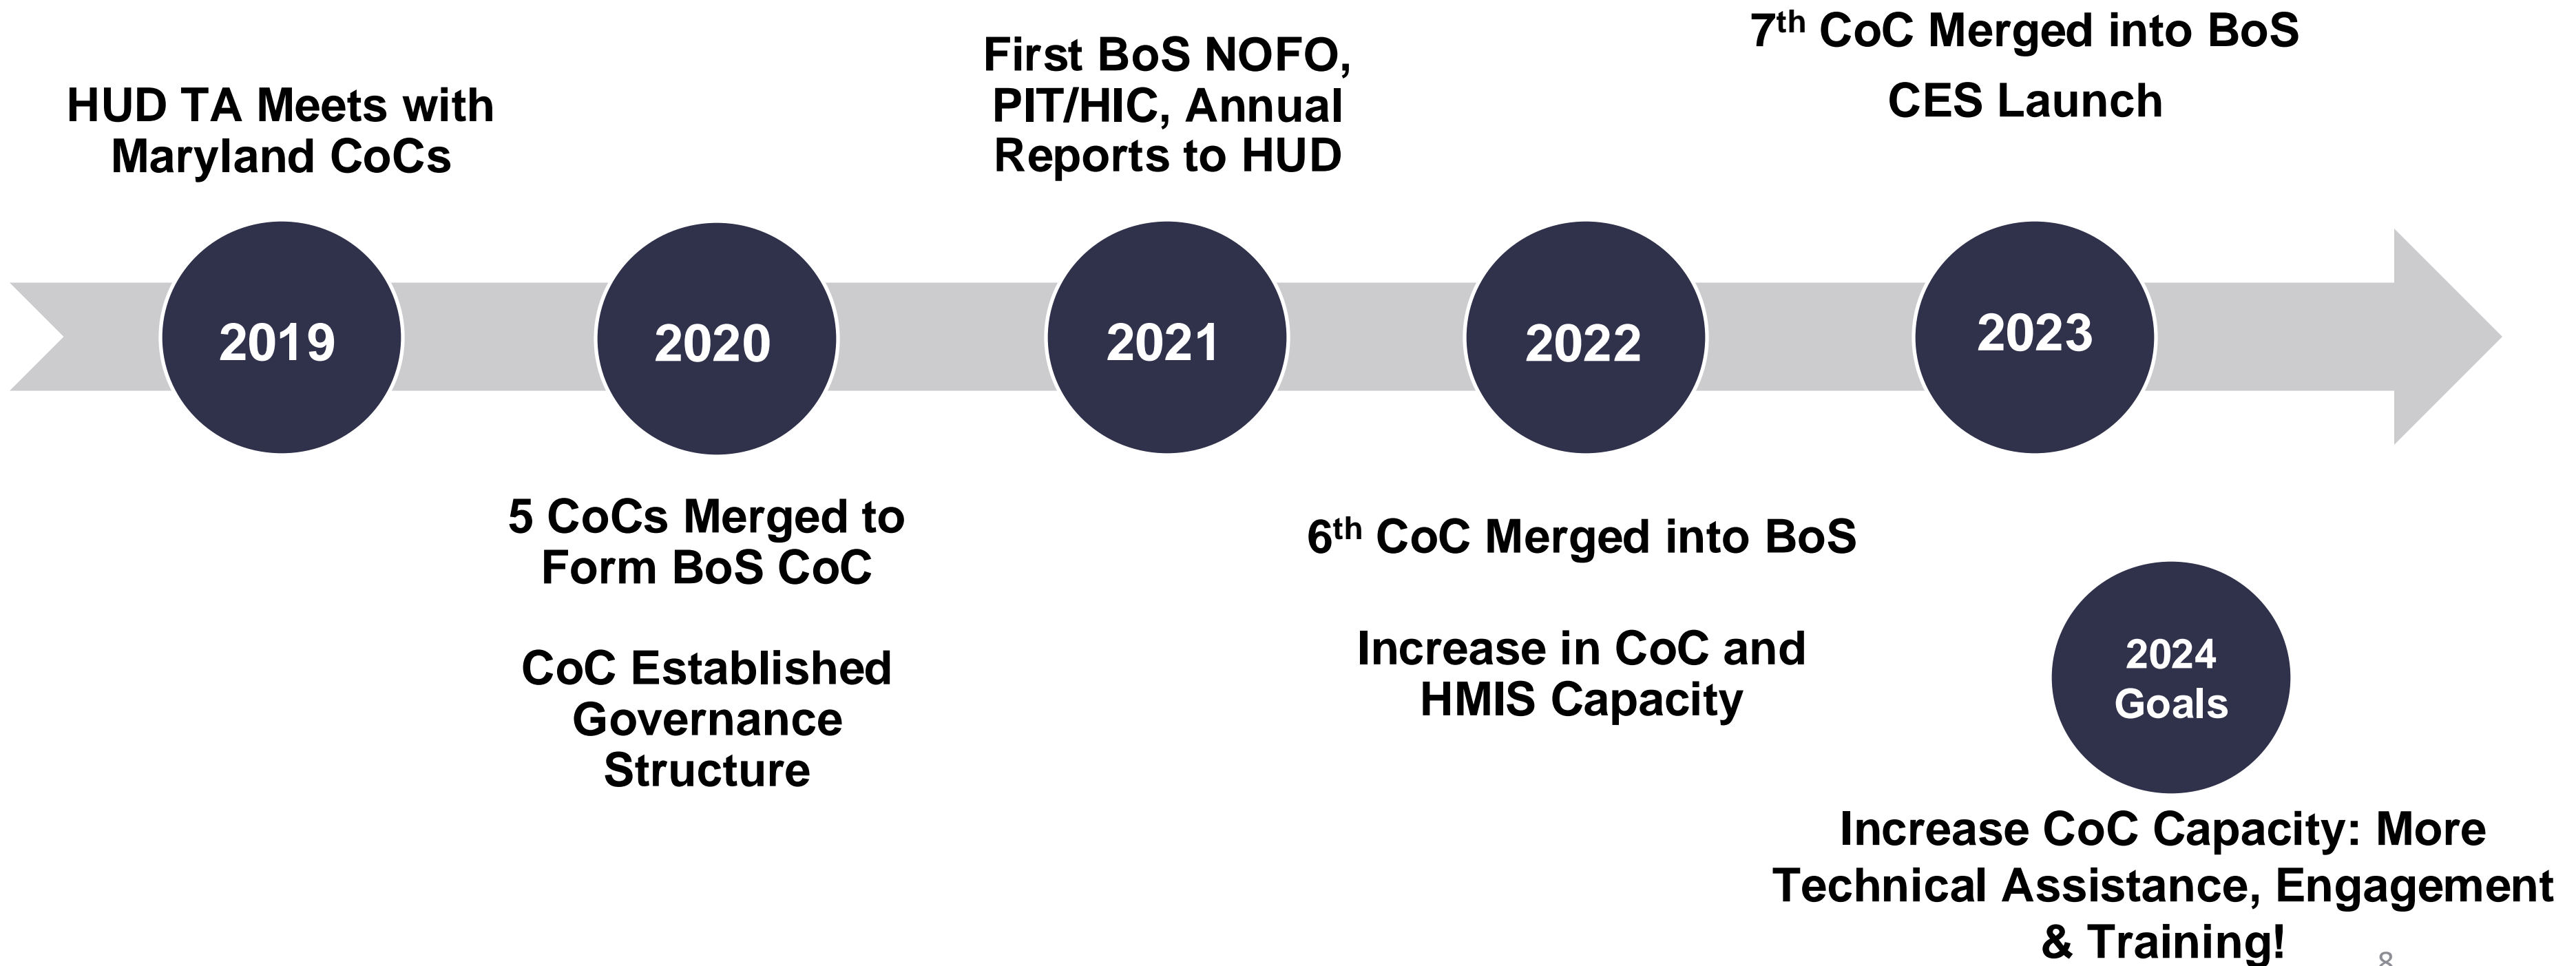 HUD TA Meets with
Maryland CoCs
2019
2020
5 CoCs Merged to
Form BoS CoC
CoC Established
Governance
Structure
First BoS NOFO,
PIT/HIC, Annual
Reports to HUD
2021
2022
6th CoC Merged into BoS
Increase in CoC and
HMIS Capacity
7th CoC Merged into BoS
CES Launch
2023
2024
Goals
Increase CoC Capacity: More
Technical Assistance, Engagement
& Training!
8